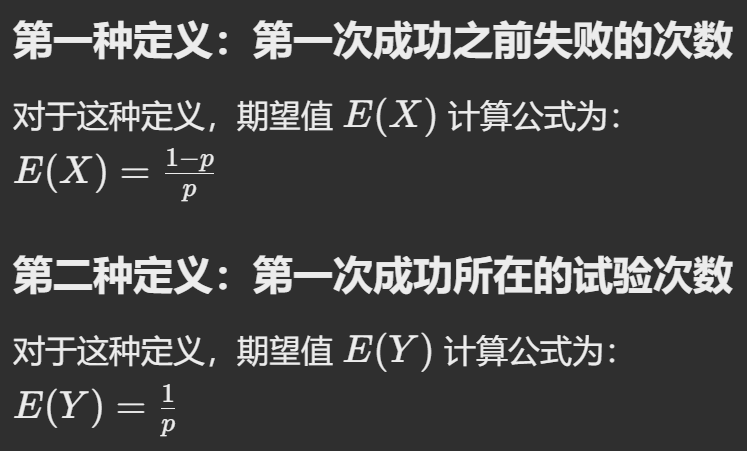 第一种定义：第一次成功之前失败的次数
对于这种定义，期望值 E(X) 计算公式为：
E(X) = \frac{1-p}{p}
第二种定义：第一次成功所在的试验次数
对于这种定义，期望值 E(Y) 计算公式为：
E(Y) = \frac{1}{p}